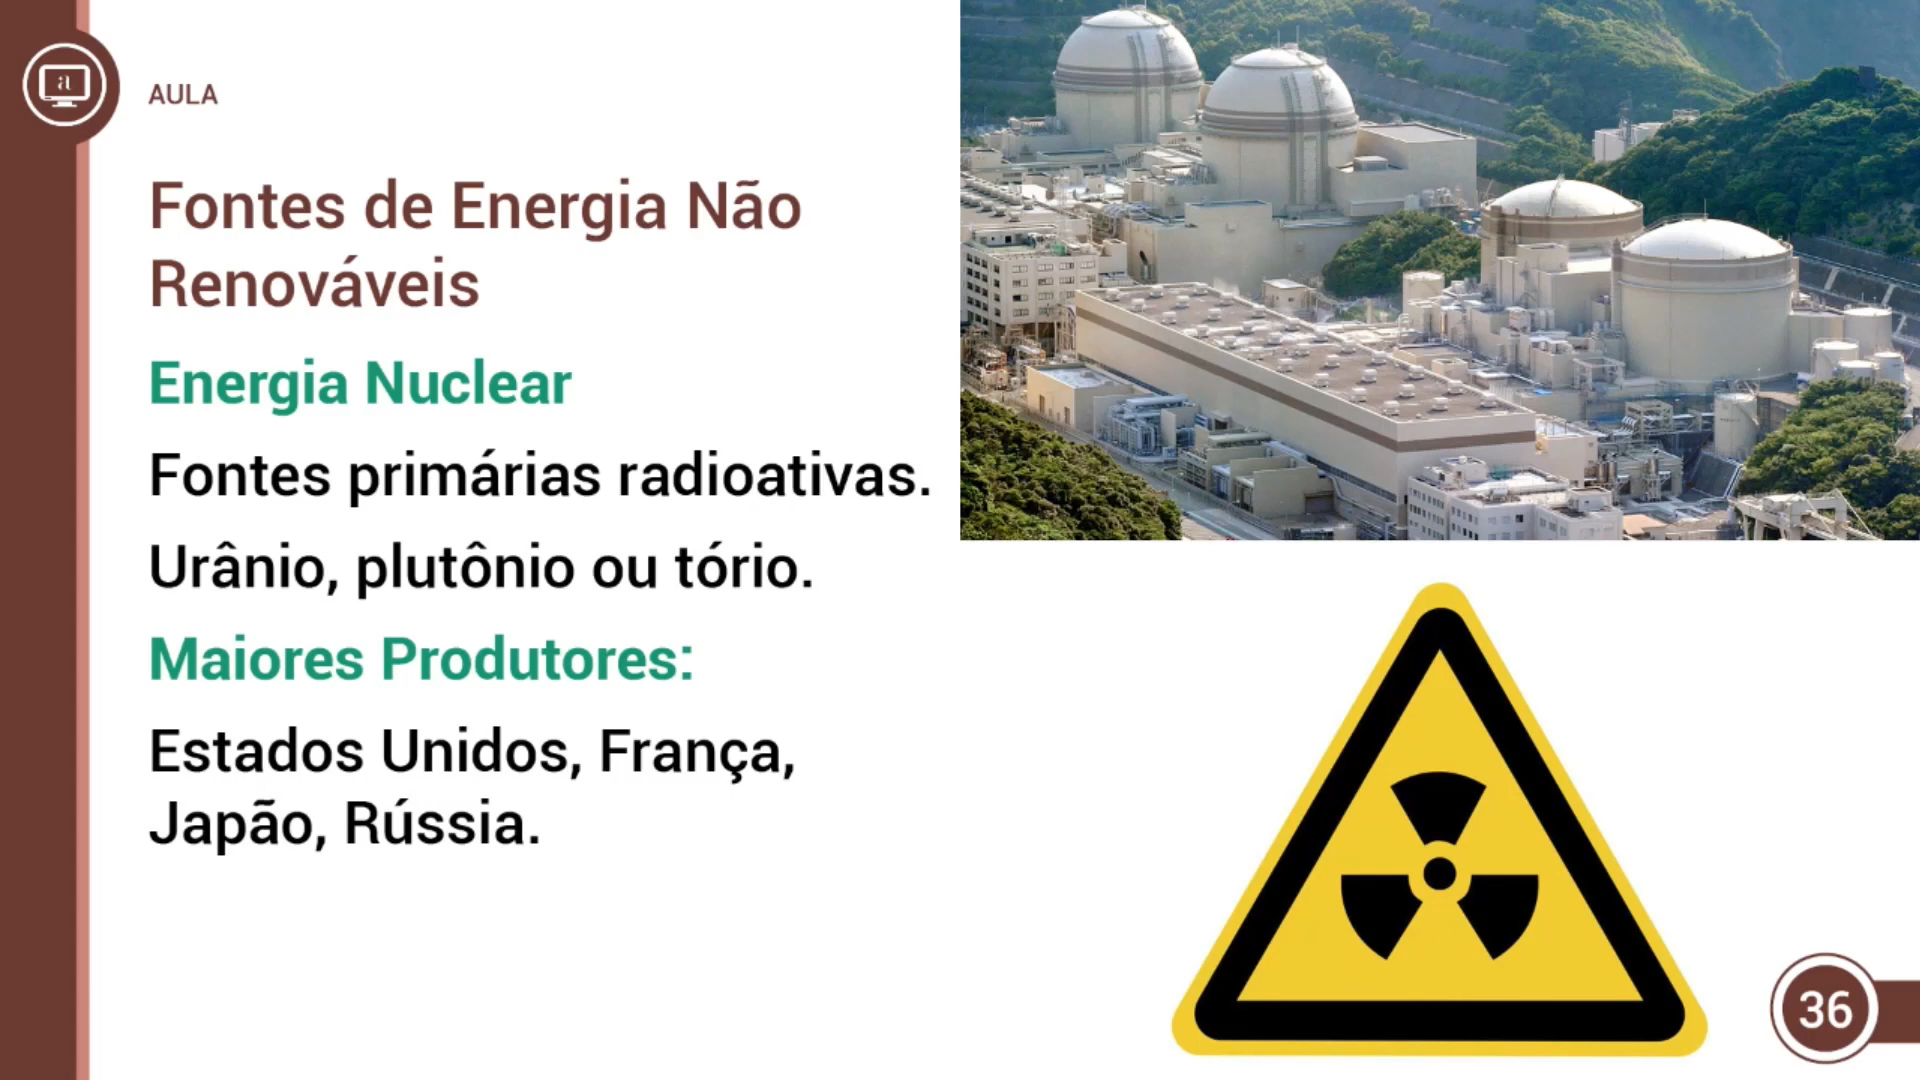 a
AULA
Fontes de Energia Não
Renováveis
Energia Nuclear
Fontes primárias radioativas.
Urânio, plutônio ou tório.
Maiores Produtores:
Estados Unidos, França,
Japão, Rússia.
36